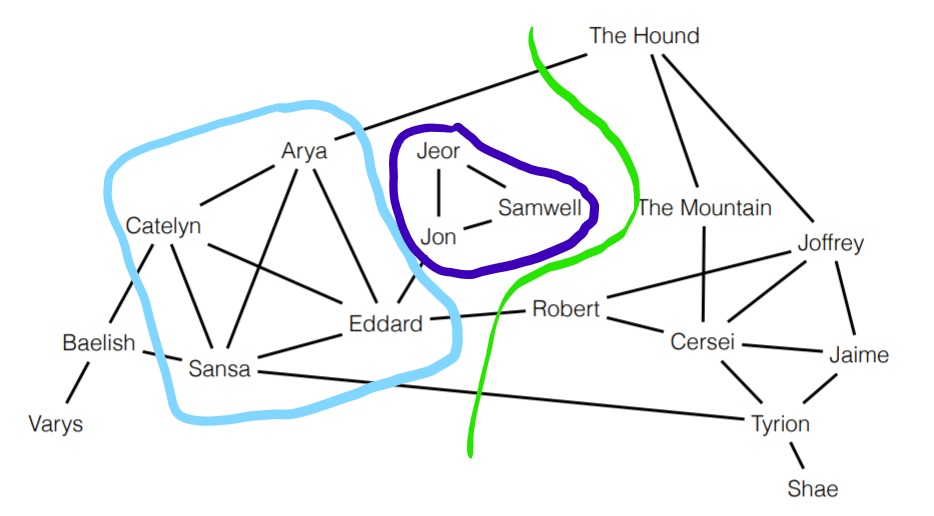 The Hound
Arya
Jeor
Samwell
The Mountain
Catelyn
Jon
Joffrey
Eddard
Robert
Baelish
Cersei
Jaime
Sansa
Varys
Tyrion
Shae